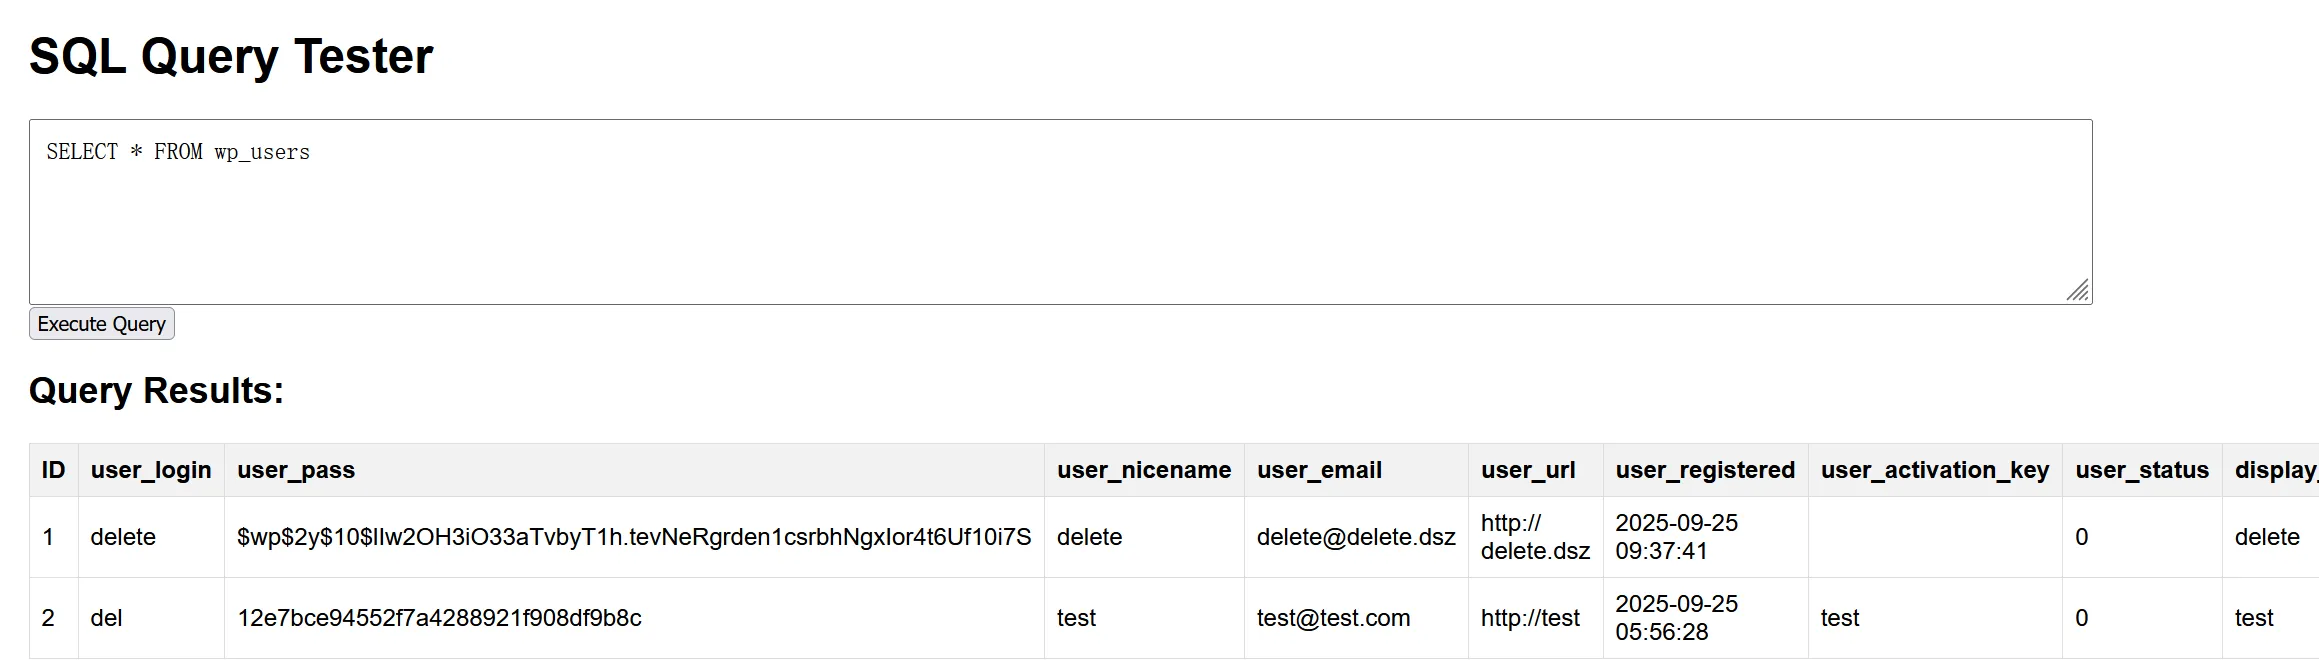 SQL Query Tester
SELECT * FROM wp_users
Execute Query
Query Results:
ID user_login user_pass user_nicename user_email user_url user_registered user_activation_key user_status display_
1 delete $wp$2y$10$lIw2OH3iO33aTvbyT1h.tevNeRgrden1csrbhNgxIor4t6Uf10i7S delete delete@delete.dsz http://delete.dsz 2025-09-25 09:37:41 0 delete
2 del 12e7bce94552f7a4288921f908df9b8c test test@test.com http://test 2025-09-25 05:56:28 test 0 test